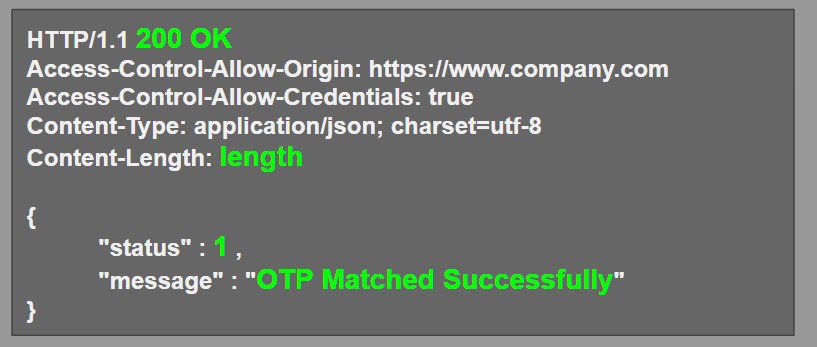 HTTP/1.1 200 OK
Access-Control-Allow-Origin: https://www.company.com
Access-Control-Allow-Credentials: true
Content-Type: application/json; charset=utf-8
Content-Length: length
{
"status" : 1 ,
"message" : "OTP Matched Successfully"
}